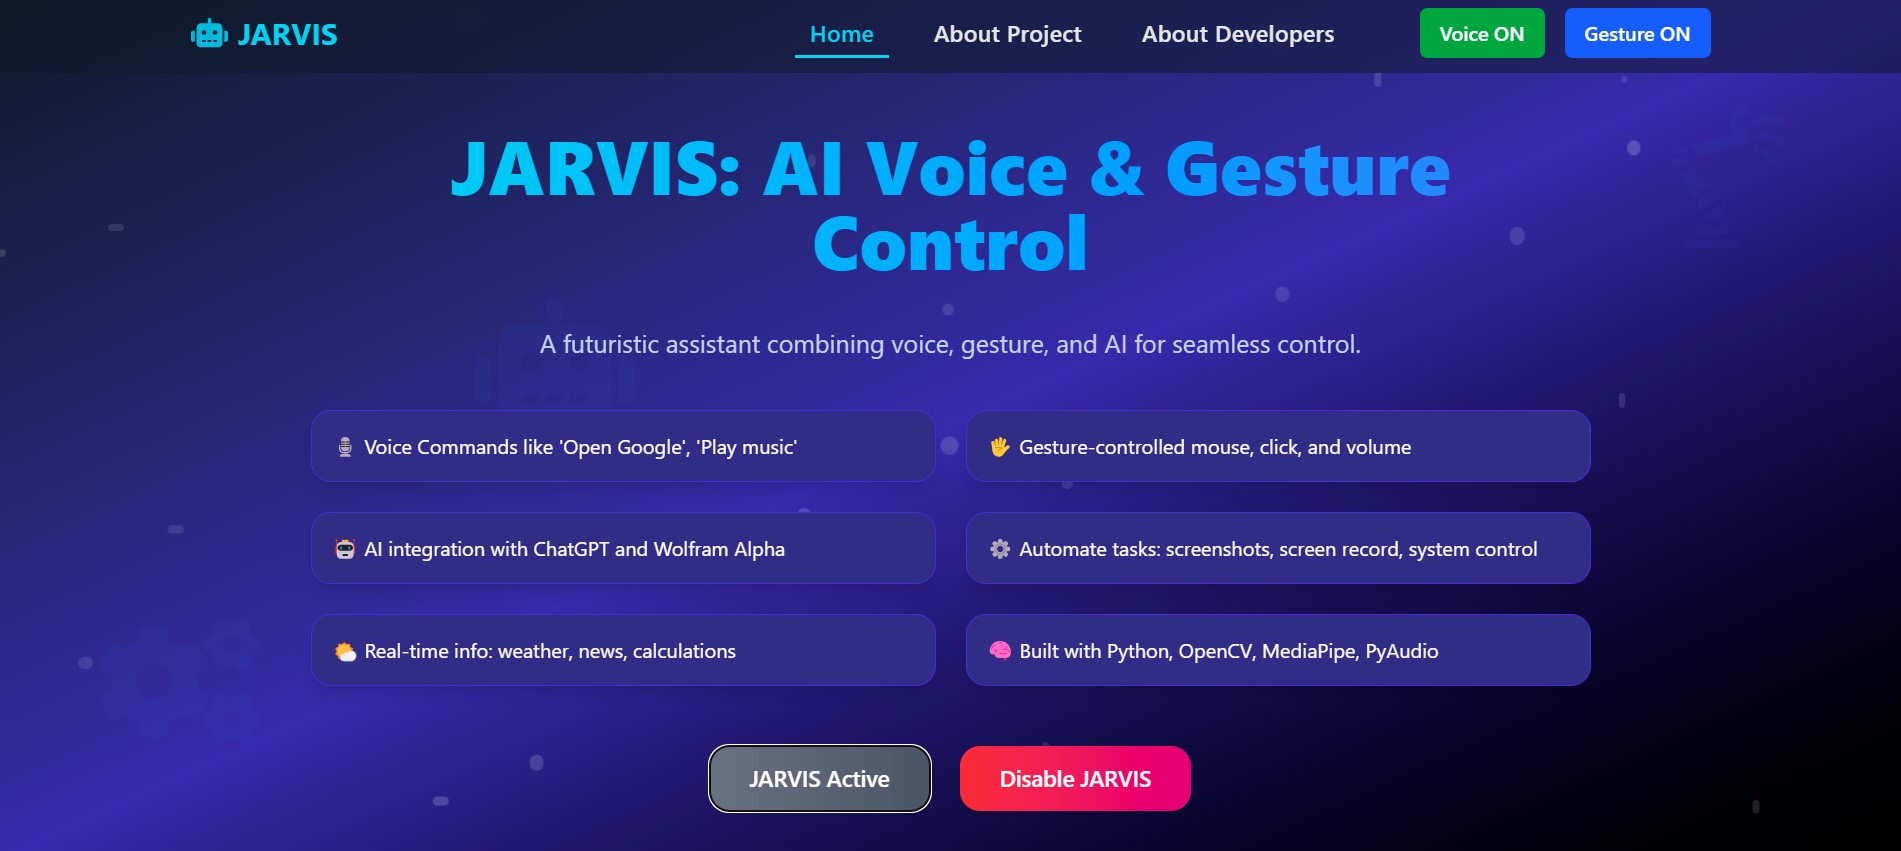 JARVIS
Home
About Project
About Developers
Voice ON
Gesture ON
JARVIS: AI Voice & Gesture
Control
A futuristic assistant combining voice, gesture, and AI for seamless control.
Voice Commands like 'Open Google', 'Play music'
Gesture-controlled mouse, click, and volume
AI integration with ChatGPT and Wolfram Alpha
Automate tasks: screenshots, screen record, system control
Real-time info: weather, news, calculations
Built with Python, OpenCV, MediaPipe, PyAudio
JARVIS Active
Disable JARVIS